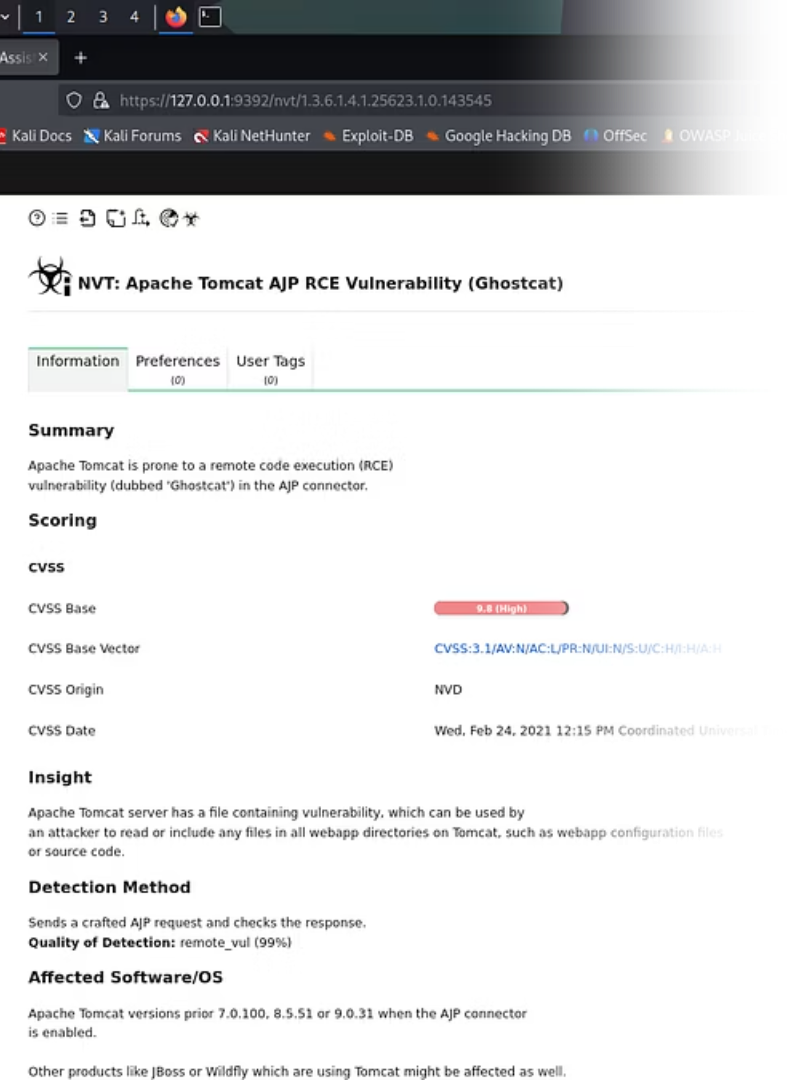 1 2 3 4
Assis
https://127.0.0.1:9392/nvt/1.3.6.1.4.1.25623.1.0.143545
Kali Docs Kali Forums Kali NetHunter Exploit-DB Google Hacking DB OffSec OWASP
NVT: Apache Tomcat AJP RCE Vulnerability (Ghostcat)
Information Preferences User Tags
(0) (0)
Summary
Apache Tomcat is prone to a remote code execution (RCE)
vulnerability (dubbed 'Ghostcat') in the AJP connector.
Scoring
CVSS
CVSS Base 9.8 (High)
CVSS Base Vector CVSS:3.1/AV:N/AC:L/PR:N/UI:N/S:U/C:H/I:H/A:H
CVSS Origin NVD
CVSS Date Wed, Feb 24, 2021 12:15 PM Coordinated Universal
Insight
Apache Tomcat server has a file containing vulnerability, which can be used by
an attacker to read or include any files in all webapp directories on Tomcat, such as webapp configuration files
or source code.
Detection Method
Sends a crafted AJP request and checks the response.
Quality of Detection: remote_vul (99%)
Affected Software/OS
Apache Tomcat versions prior 7.0.100, 8.5.51 or 9.0.31 when the AJP connector
is enabled.
Other products like JBoss or Wildfly which are using Tomcat might be affected as well.